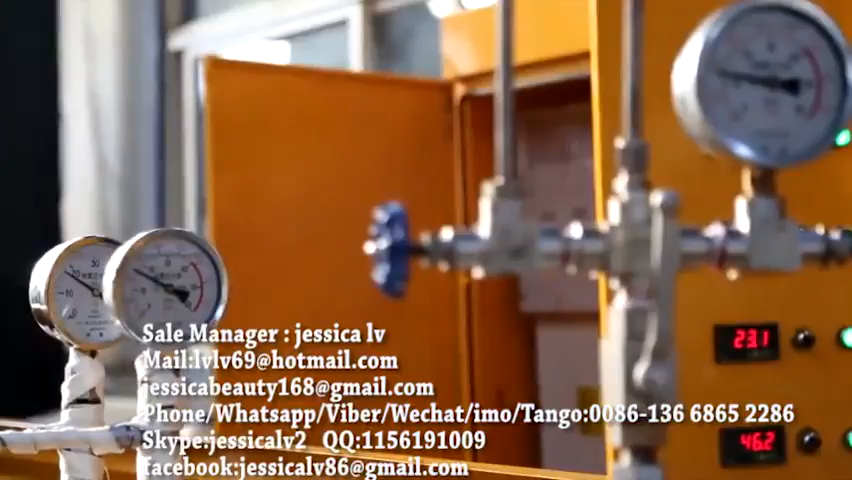 23.1
46.2
Sale Manager : jessica lv
Mail:lvlv69@hotmail.com
jessicabeauty168@gmail.com
Phone/Whatsapp/Viber/Wechat/imo/Tango:0086-136 6865 2286
Skype:jessicalv2 QQ:1156191009
facebook:jessicalv86@gmail.com